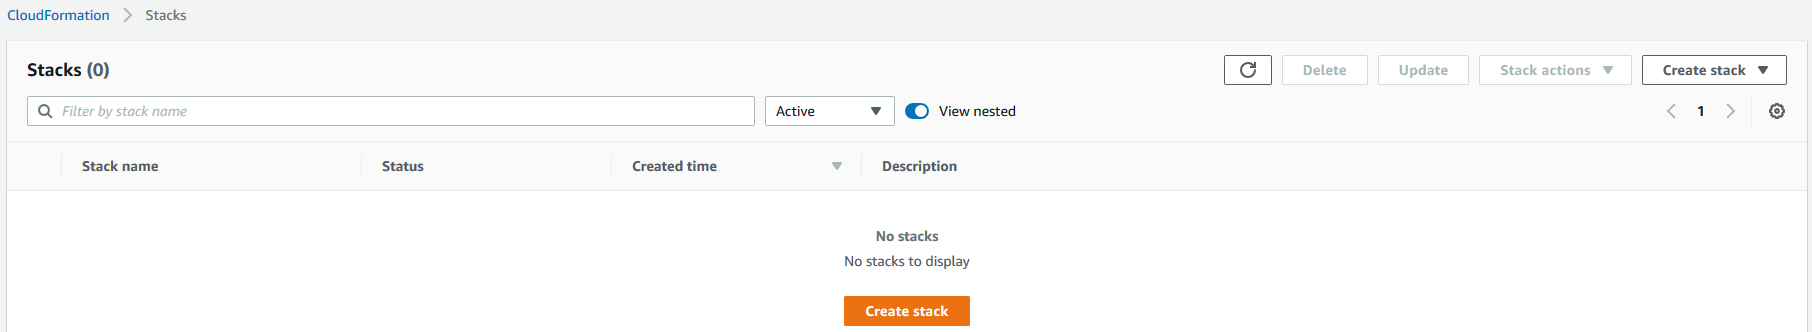 CloudFormation > Stacks
Stacks (0) Delete Update Stack actions Create stack
Filter by stack name Active View nested 1
Stack name Status Created time Description
No stacks
No stacks to display
Create stack